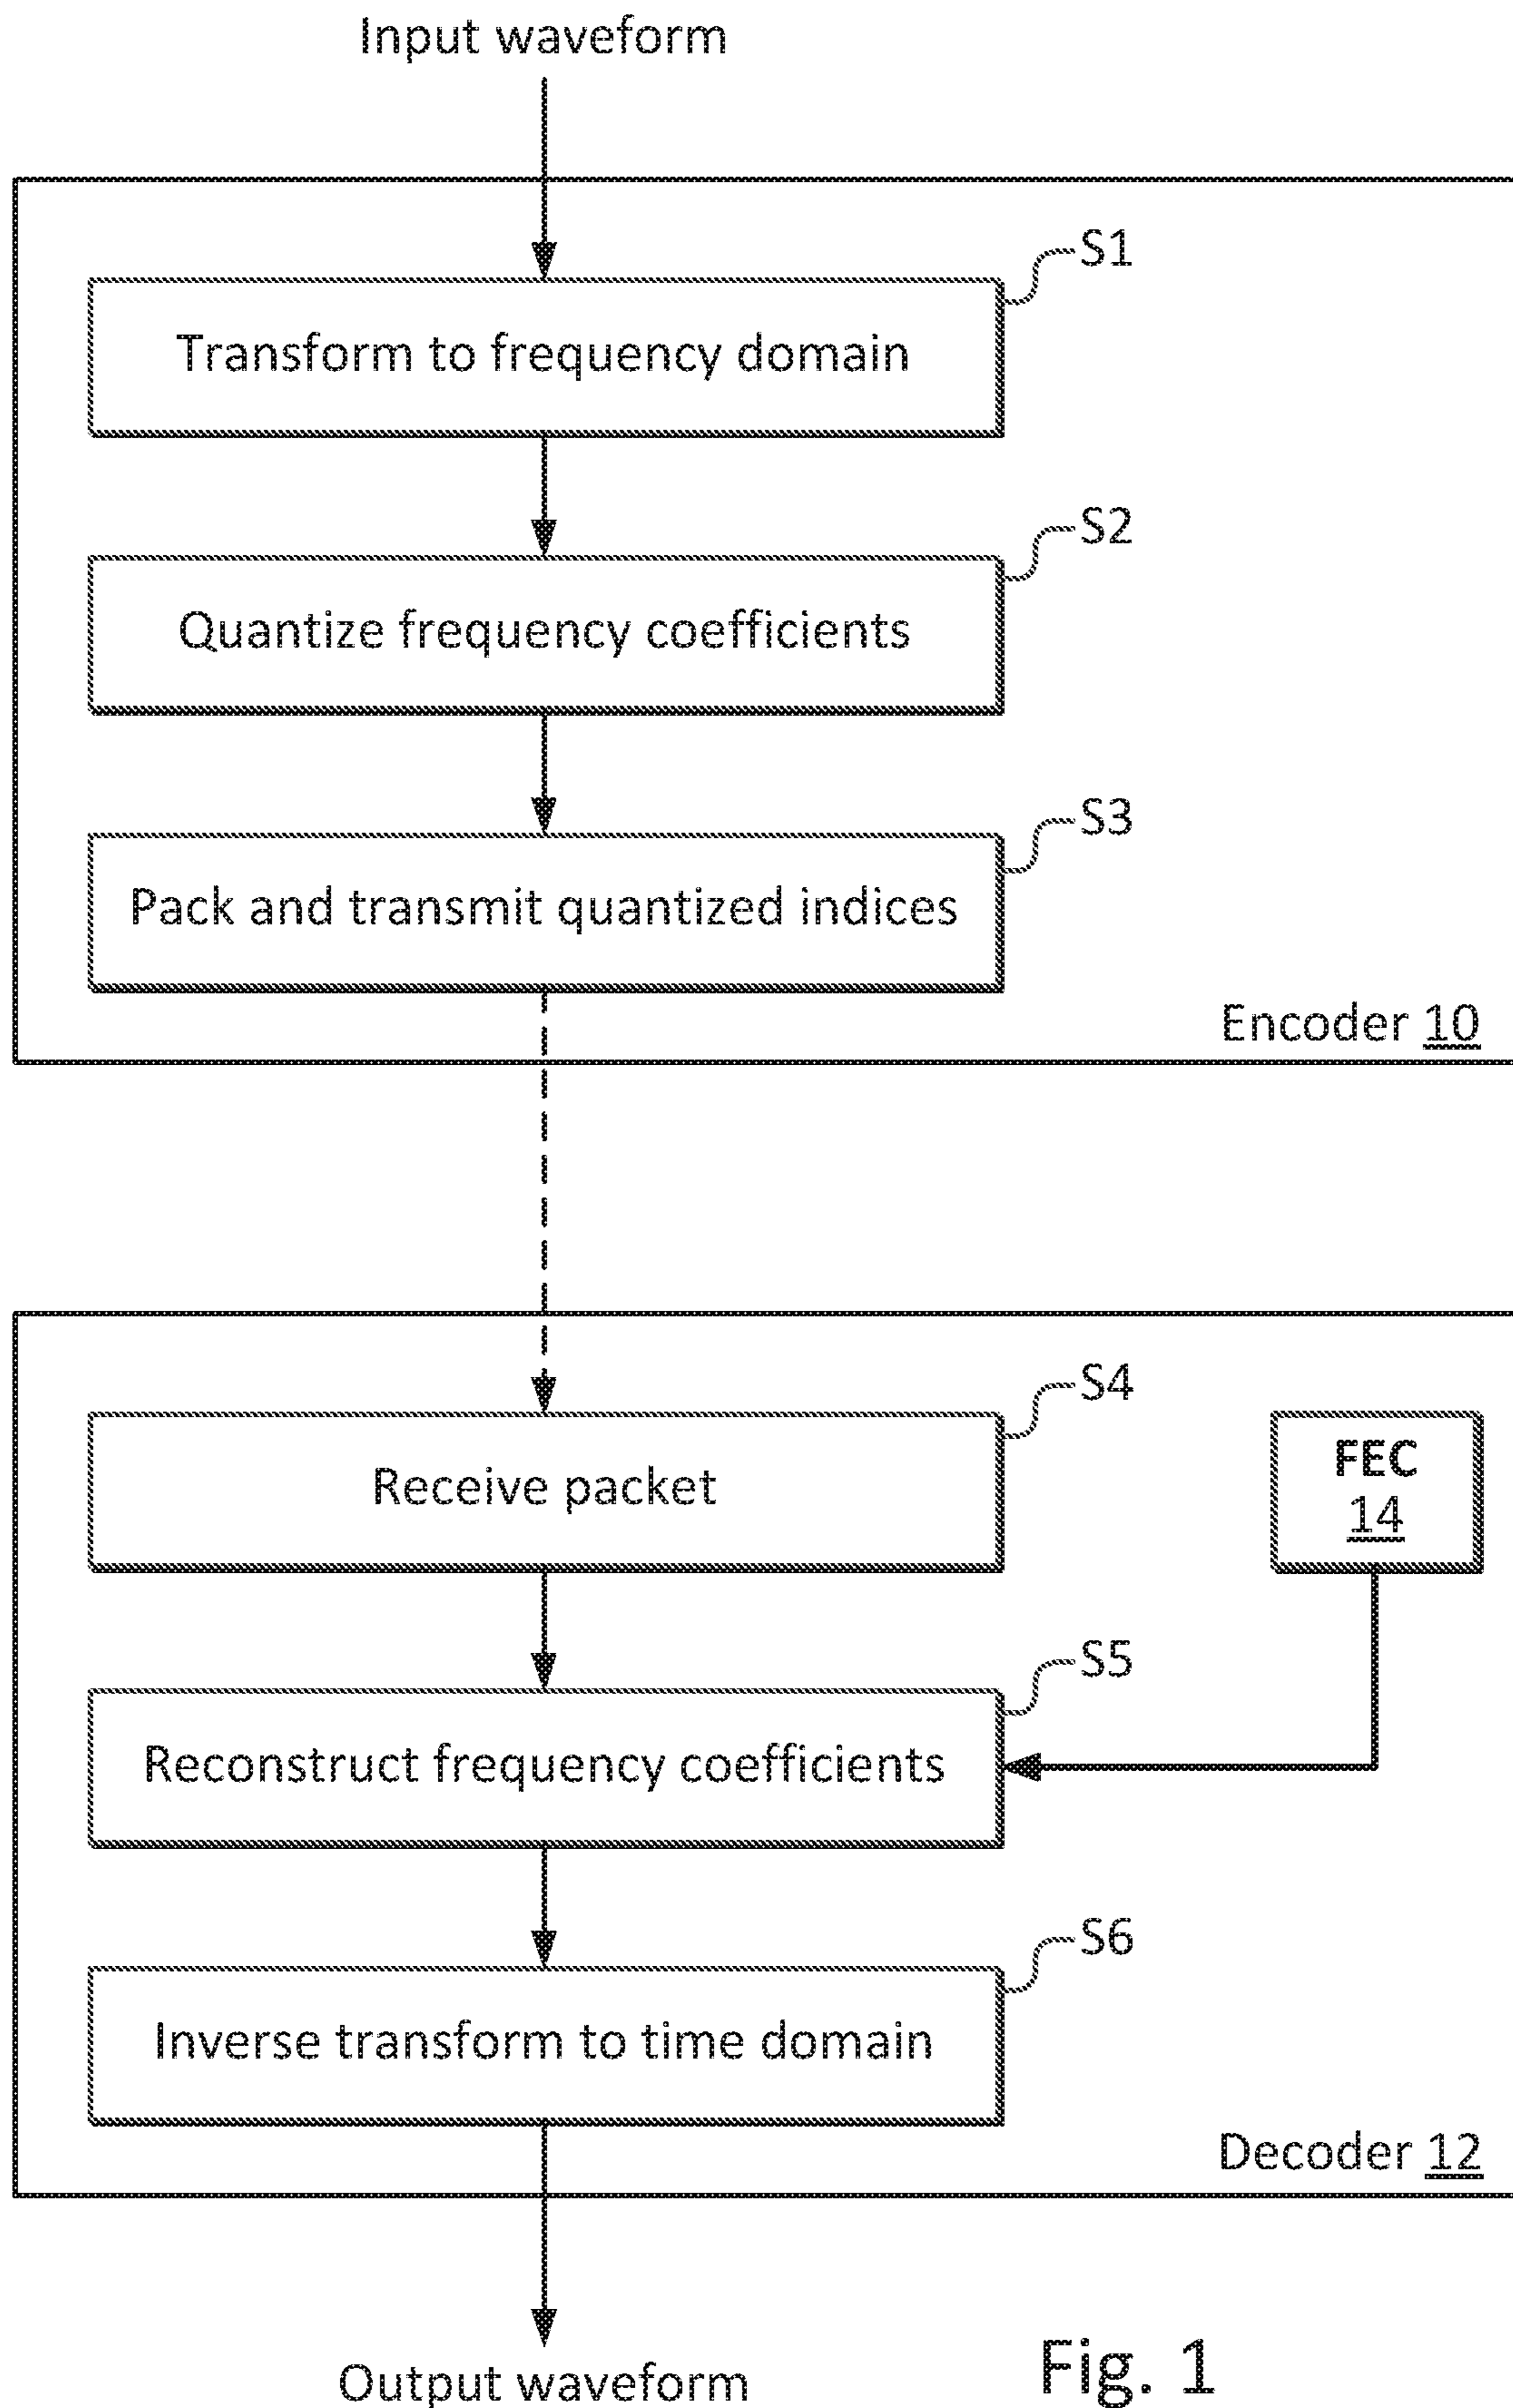 Input waveform
S1
Transform to frequency domain
S2
Quantize frequency coefficients
S3
Pack and transmit quantized indices
Encoder 10
S4
Receive packet
FEC
14
S5
Reconstruct frequency coefficients
S6
Inverse transform to time domain
Decoder 12
Output waveform
Fig. 1